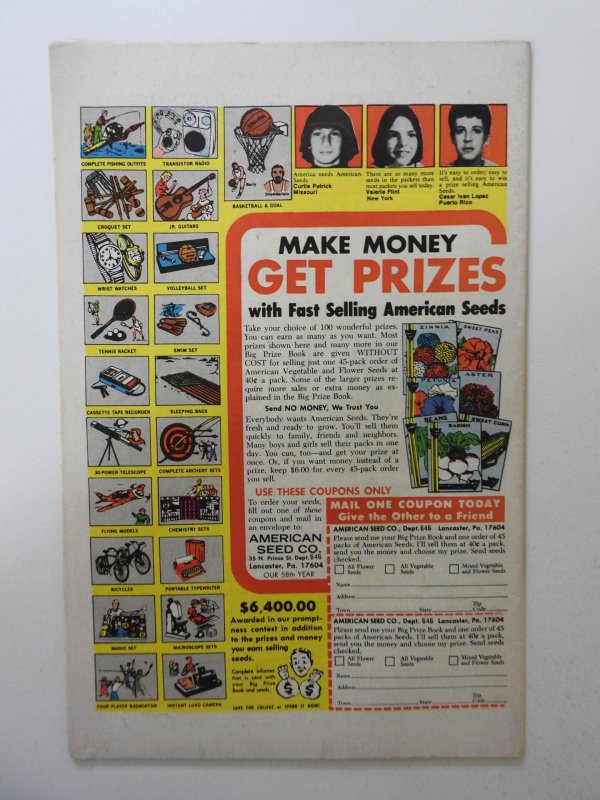 COMPLETE FISHING OUTFITS
TRANSISTOR RADIO
CROQUET SET
JR. GUITARS
WRIST WATCHES
VOLLEYBALL SET
TENNIS RACKET
SWIM SET
CASSETTE TAPE RECORDER
SLEEPING BAGS
30-POWER TELESCOPE
COMPLETE ARCHERY SETS
FLYING MODELS
CHEMISTRY SETS
BICYCLES
PORTABLE TYPEWRITER
MAGIC SET
MICROSCOPE SETS
FOUR PLAYER BADMINTON
INSTANT LOAD CAMERA
Chamberlain
BASKETBALL & GOAL
America needs American
Seeds
Curtis Patrick
Missouri
There are so many more
seeds in the packets than
most packets you sell today.
Valerie Plini
New York
It's easy to order, easy to
sell, and it's easy to win
a prize selling American
Seeds.
Cesar Ivan Lopez
Puerto Rico
MAKE MONEY
GET PRIZES
with Fast Selling American Seeds
Take your choice of 100 wonderful prizes.
You can earn as many as you want. Most
prizes shown here and many more in our
Big Prize Book are given WITHOUT
COST for selling just one 45-pack order of
American Vegetable and Flower Seeds at
40¢ a pack. Some of the larger prizes re-
quire more sales or extra money as ex-
plained in the Big Prize Book.
Send NO MONEY, We Trust You
Everybody wants American Seeds. They're
fresh and ready to grow. You'll sell them
quickly to family, friends and neighbors.
Many boys and girls sell their packs in one
day. You can, too—and get your prize at
once. Or, if you want money instead of a
prize, keep $6.00 for every 45-pack order
you sell.
ZINNIA
SWEET PEAS
PETUNIA
ASTER
BEANS
RADISH
SWEET CORN
USE THESE COUPONS ONLY
To order your seeds,
fill out one of these
coupons and mail in
an envelope to:
AMERICAN
SEED CO.
35 N. Prince St. Dept. 646
Lancaster, Pa. 17604
OUR 58th YEAR
MAIL ONE COUPON TODAY
Give the Other to a Friend
AMERICAN SEED CO., Dept. 646 Lancaster, Pa. 17604
Please send me your Big Prize Book and one order of 45
packs of American Seeds. I'll sell them at 40¢ a pack,
send you the money and choose my prize. Send seeds
checked.
All Flower Seeds
All Vegetable Seeds
Mixed Vegetable and Flower Seeds
Name
Address
Town State Zip Code
AMERICAN SEED CO., Dept. 646 Lancaster, Pa. 17604
Please send me your Big Prize Book and one order of 45
packs of American Seeds. I'll sell them at 40¢ a pack,
send you the money and choose my prize. Send seeds
checked.
All Flower Seeds
All Vegetable Seeds
Mixed Vegetable and Flower Seeds
Name
Address
Town State Zip Code
$6,400.00
Awarded in our prompt-
ness contest in addition
to the prizes and money
you earn selling
seeds.
Complete informa-
tion is sent with
your Big Prize
Book and seeds.
$ $
SAVE FOR COLLEGE or SPEND IT NOW!